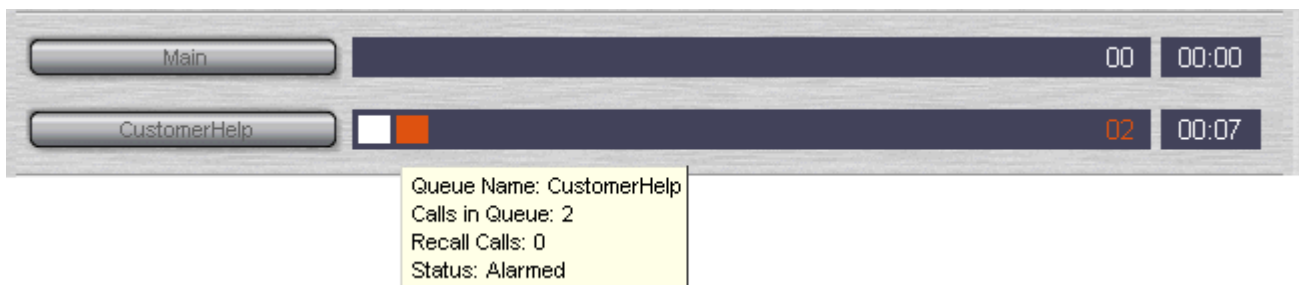 Main 00 00:00
CustomerHelp 02 00:07
Queue Name: CustomerHelp
Calls in Queue: 2
Recall Calls: 0
Status: Alarmed